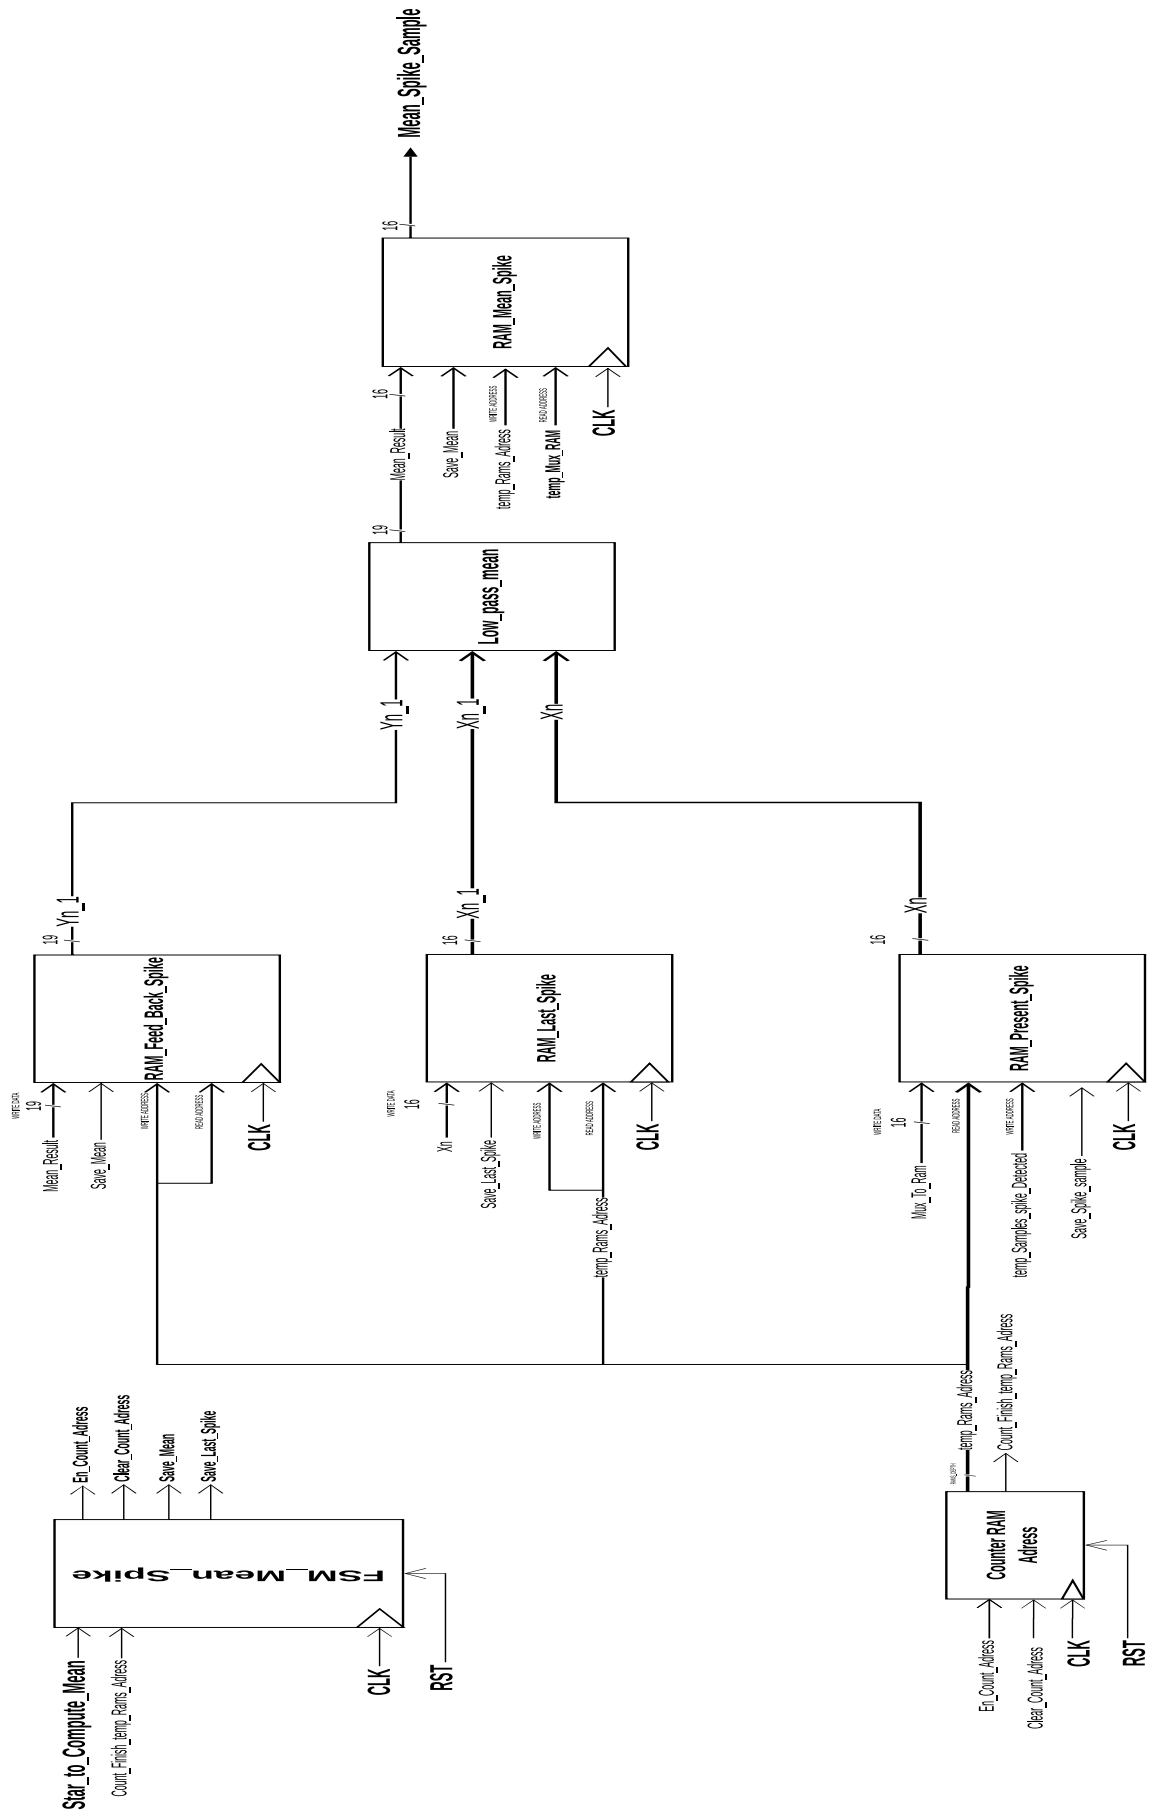 Mean_Spike_Sample
16
RAM_Mean_Spike
16
Mean_Result
Save_Mean
WRITE ADDRESS
temp_Rams_Adress
READ ADDRESS
temp_Mux_RAM
CLK
19
Low_pass_mean
Yn_1
Xn_1
Xn
Yn_1
19
RAM_Feed_Back_Spike
WRITE DATA
19
Mean_Result
Save_Mean
WRITE ADDRESS
READ ADDRESS
CLK
Xn_1
16
RAM_Last_Spike
WRITE DATA
16
Xn
Save_Last_Spike
WRITE ADDRESS
READ ADDRESS
temp_Rams_Adress
CLK
Xn
16
RAM_Present_Spike
WRITE DATA
16
Mux_To_Ram
READ ADDRESS
WRITE ADDRESS
temp_Samples_spike_Detected
Save_Spike_sample
CLK
En_Count_Adress
Clear_Count_Adress
Save_Mean
Save_Last_Spike
FSM_Mean_Spike
Star_to_Compute_Mean
Count_Finish_temp_Rams_Adress
CLK
RST
RAMS_DEPTH
temp_Rams_Adress
Count_Finish_temp_Rams_Adress
Counter RAM
Adress
En_Count_Adress
Clear_Count_Adress
CLK
RST